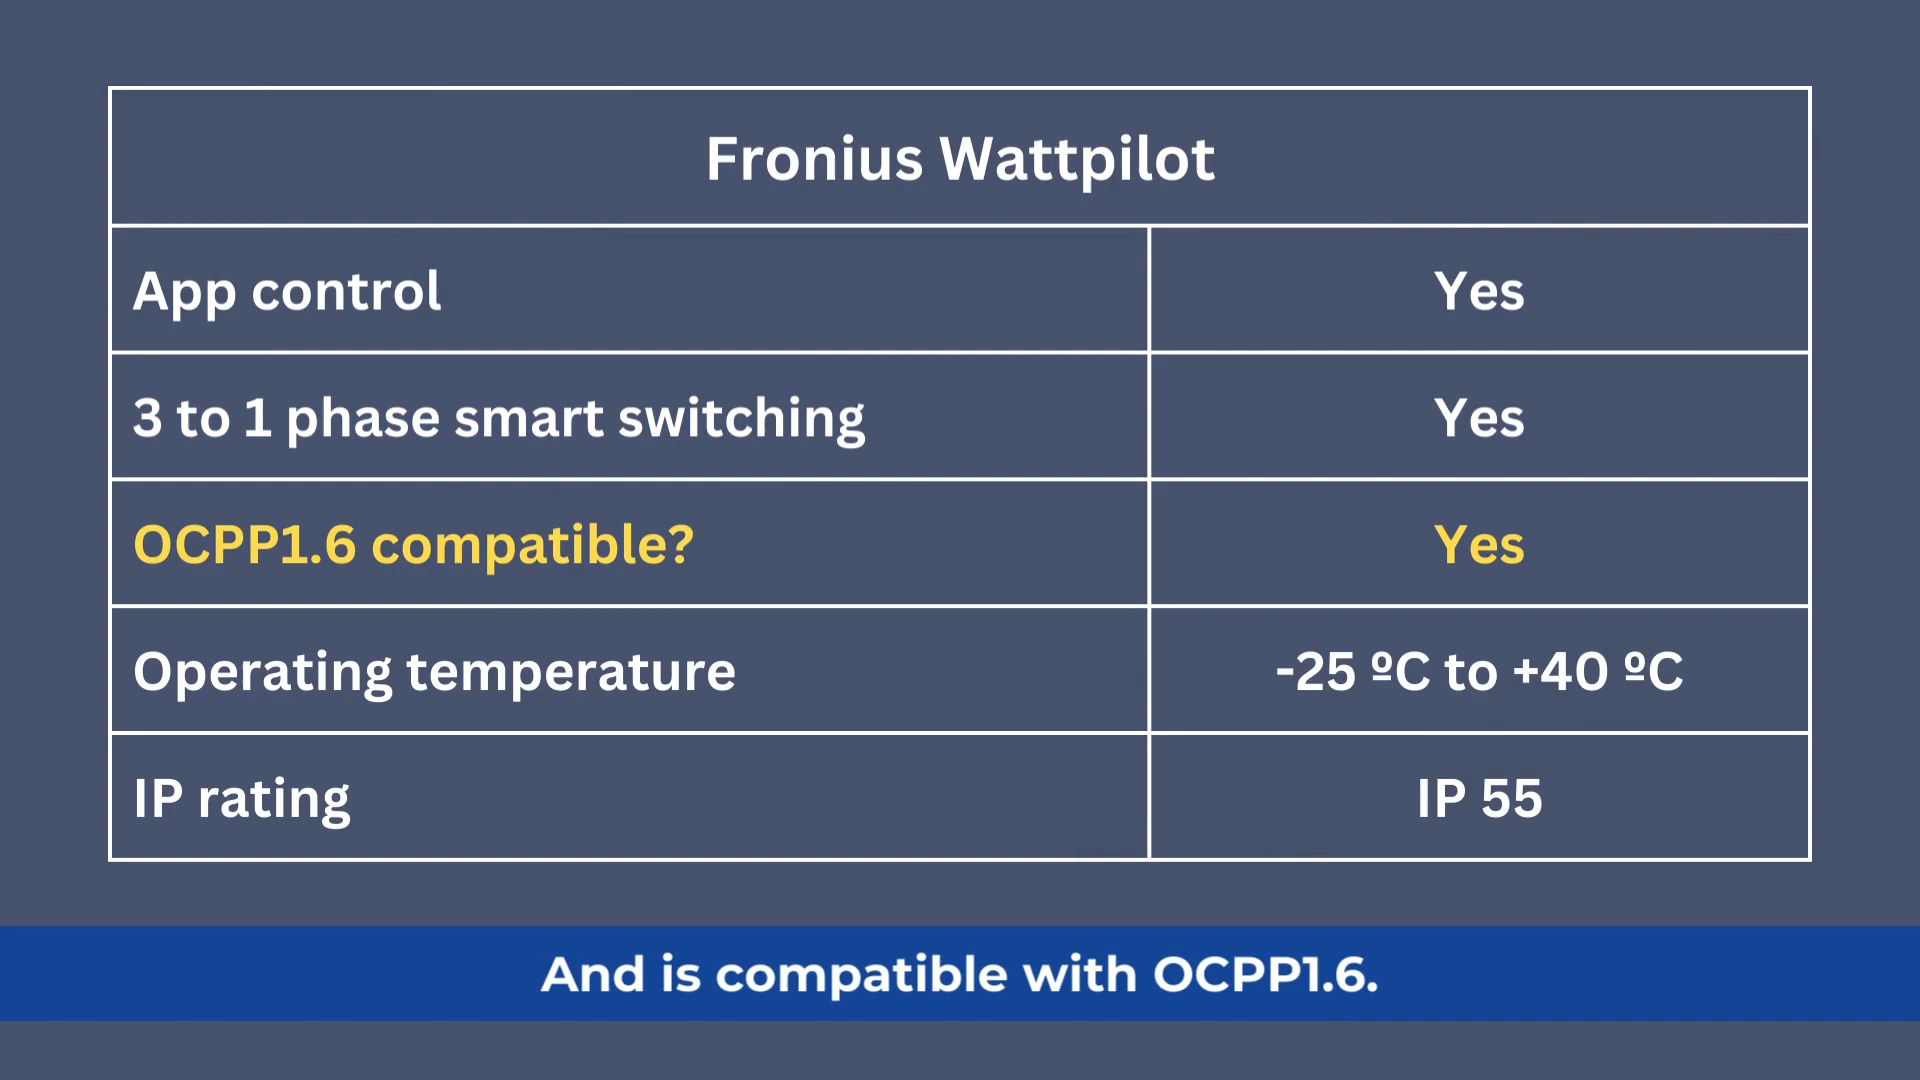 Fronius Wattpilot
App control Yes
3 to 1 phase smart switching Yes
OCPP1.6 compatible? Yes
Operating temperature -25 ºC to +40 ºC
IP rating IP 55
And is compatible with OCPP1.6.